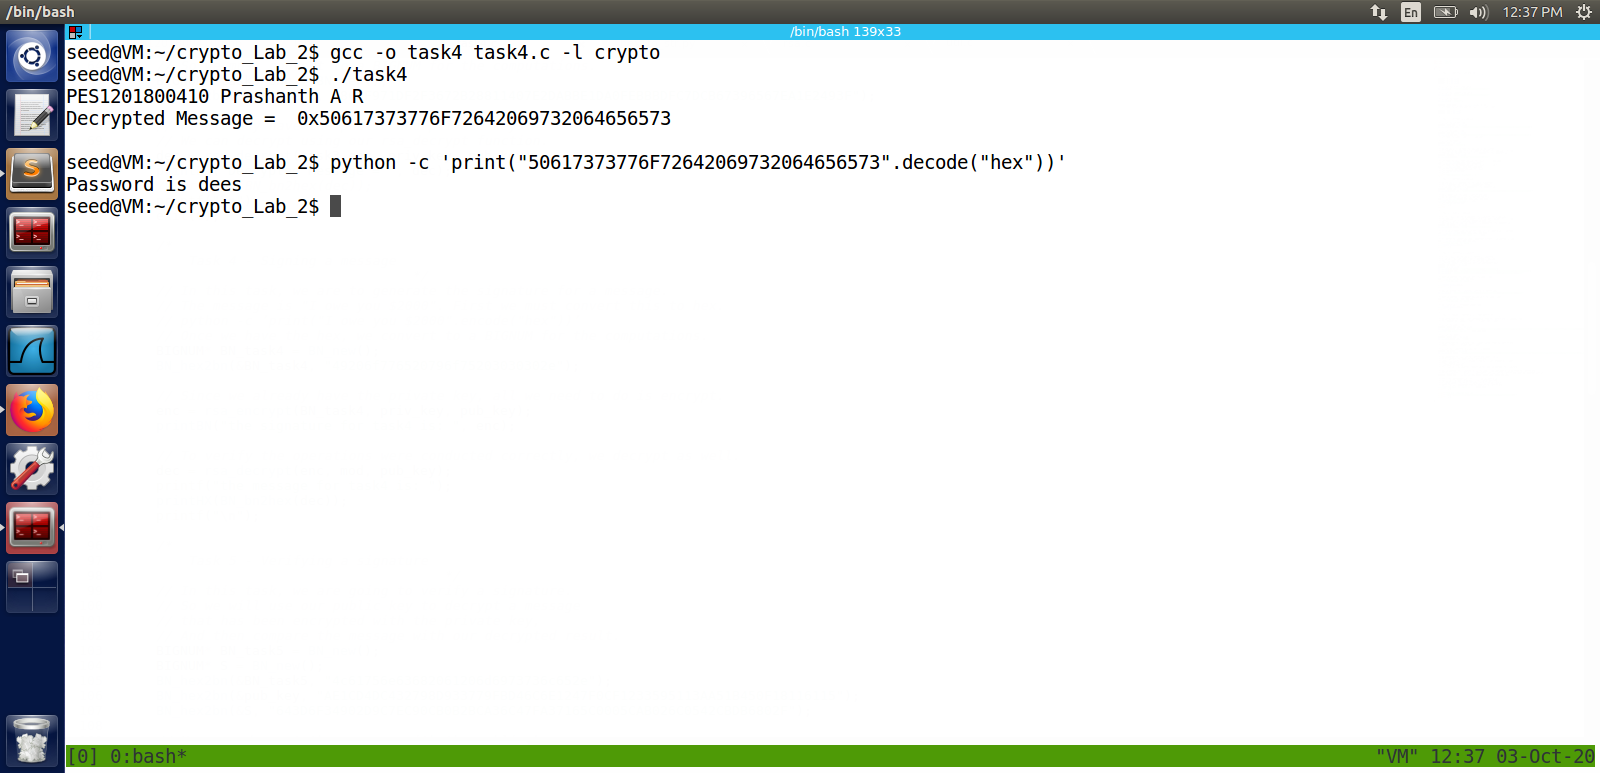 /bin/bash
En
12:37 PM
/bin/bash 139x33
seed@VM:~/crypto_Lab_2$ gcc -o task4 task4.c -l crypto
seed@VM:~/crypto_Lab_2$ ./task4
PES1201800410 Prashanth A R
Decrypted Message =  0x50617373776F72642069732064656573
seed@VM:~/crypto_Lab_2$ python -c 'print("50617373776F72642069732064656573".decode("hex"))'
Password is dees
seed@VM:~/crypto_Lab_2$
[0] 0:bash*
"VM" 12:37 03-Oct-20